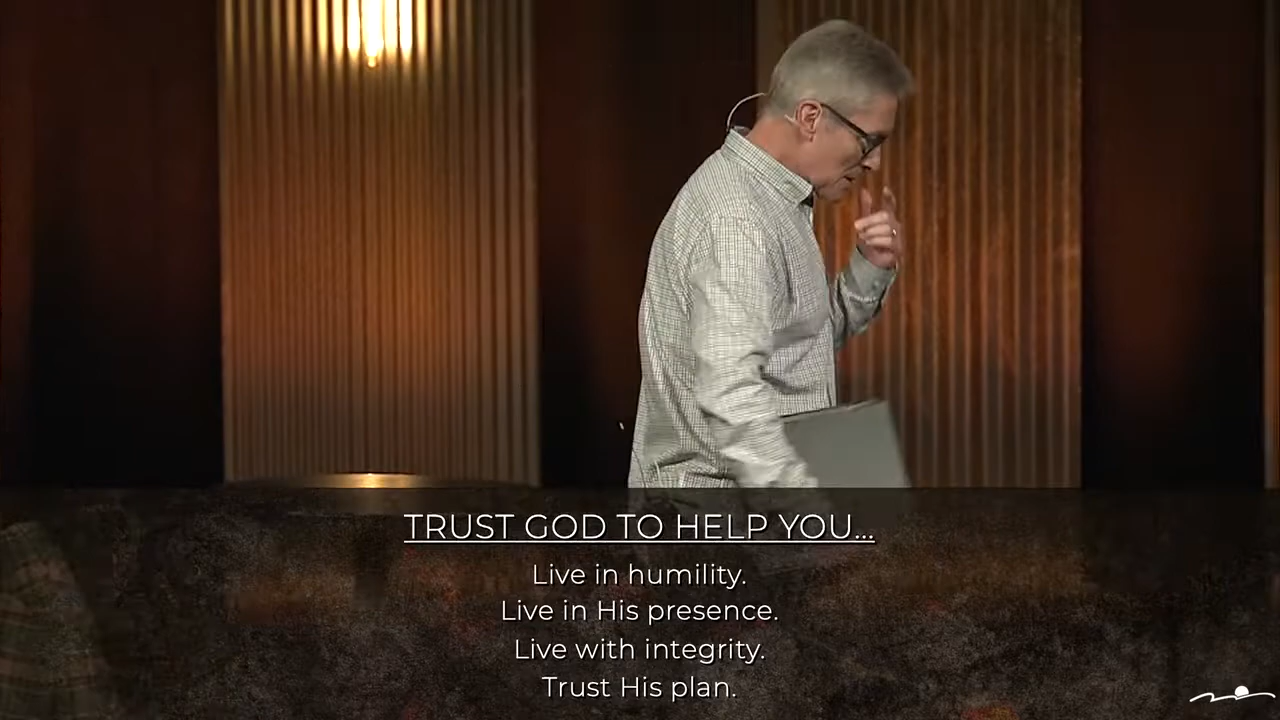 TRUST GOD TO HELP YOU...
Live in humility.
Live in His presence.
Live with integrity.
Trust His plan.